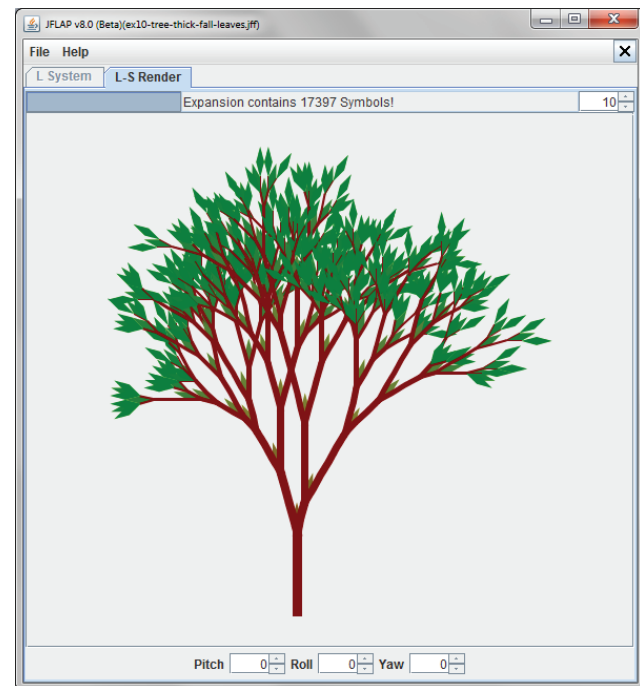 JFLAP v8.0 (Beta)(ex10-tree-thick-fall-leaves.jff)
File Help
L System L-S Render
Expansion contains 17397 Symbols! 10
Pitch 0 Roll 0 Yaw 0